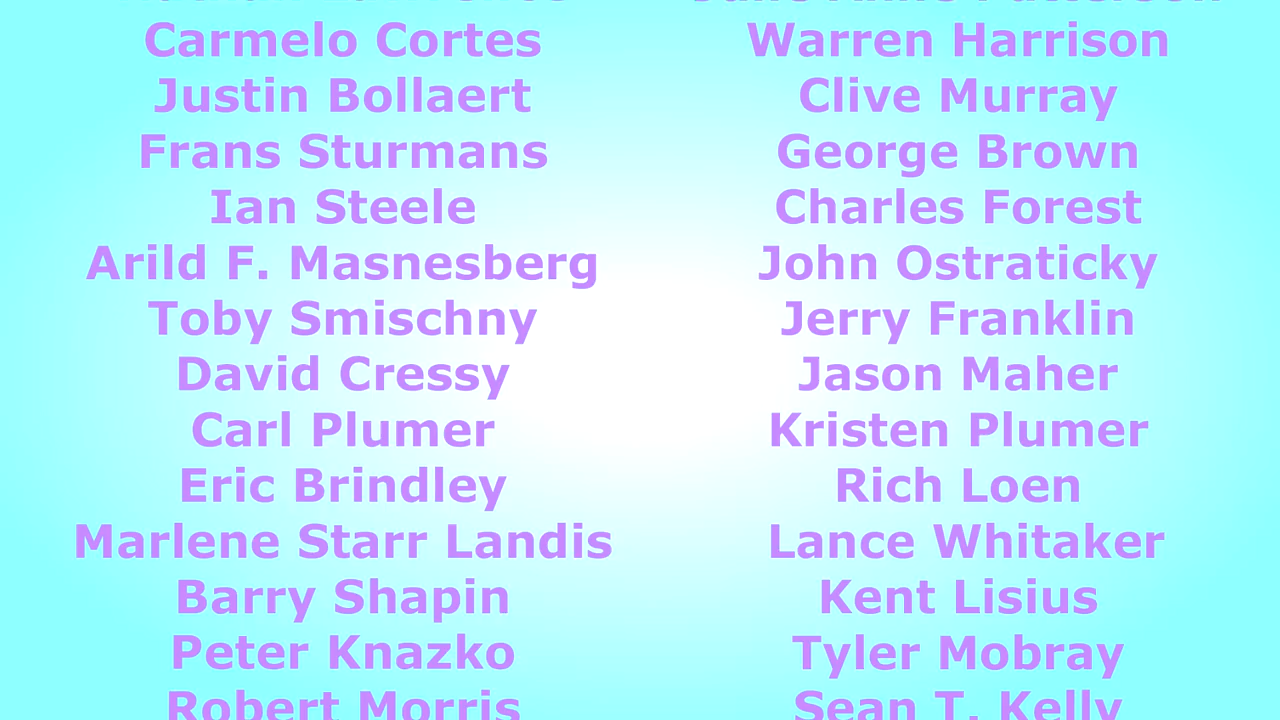 Carmelo Cortes Warren Harrison
Justin Bollaert Clive Murray
Frans Sturmans George Brown
Ian Steele Charles Forest
Arild F. Masnesberg John Ostraticky
Toby Smischny Jerry Franklin
David Cressy Jason Maher
Carl Plumer Kristen Plumer
Eric Brindley Rich Loen
Marlene Starr Landis Lance Whitaker
Barry Shapin Kent Lisius
Peter Knazko Tyler Mobray
Robert Morris Sean T. Kelly